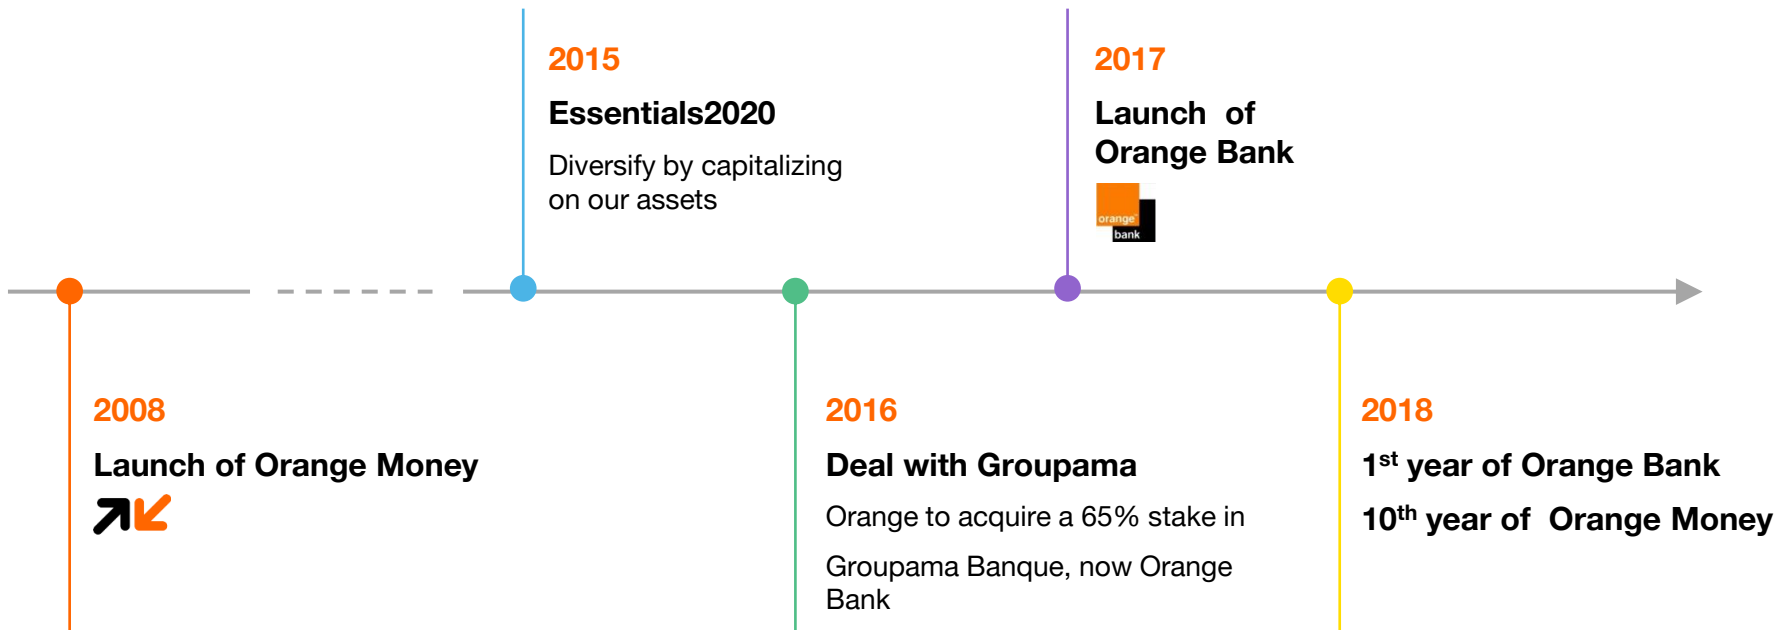 2015
Essentials2020
Diversify by capitalizing
on our assets
2017
Launch of
Orange Bank
orange™
bank
2008
Launch of Orange Money
2016
Deal with Groupama
Orange to acquire a 65% stake in
Groupama Banque, now Orange
Bank
2018
1st year of Orange Bank
10th year of Orange Money